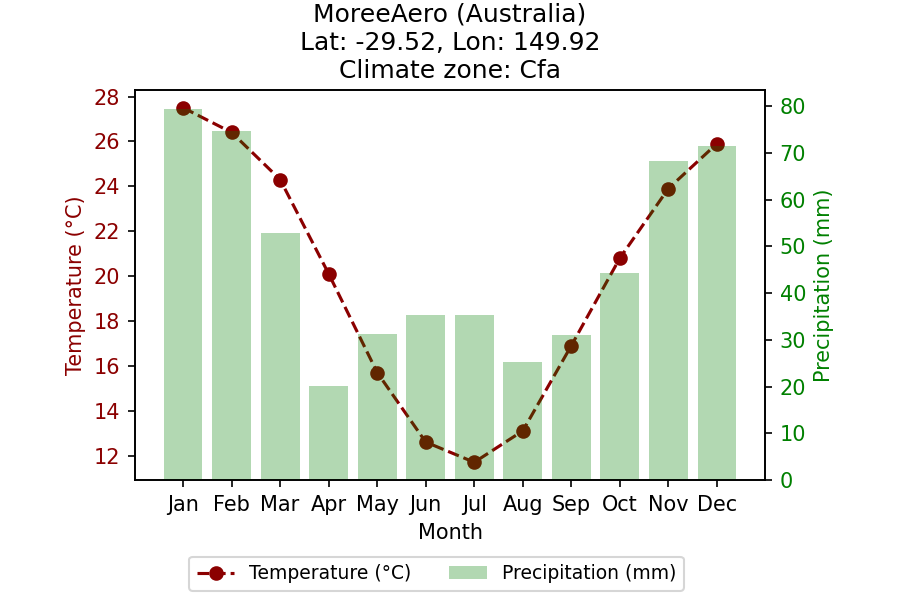 MoreeAero (Australia)
Lat: -29.52, Lon: 149.92
Climate zone: Cfa
28
26
24
22
20
18
16
14
12
Temperature (°C)
80
70
60
50
40
30
20
10
0
Precipitation (mm)
Jan Feb Mar Apr May Jun Jul Aug Sep Oct Nov Dec
Month
Temperature (°C) Precipitation (mm)